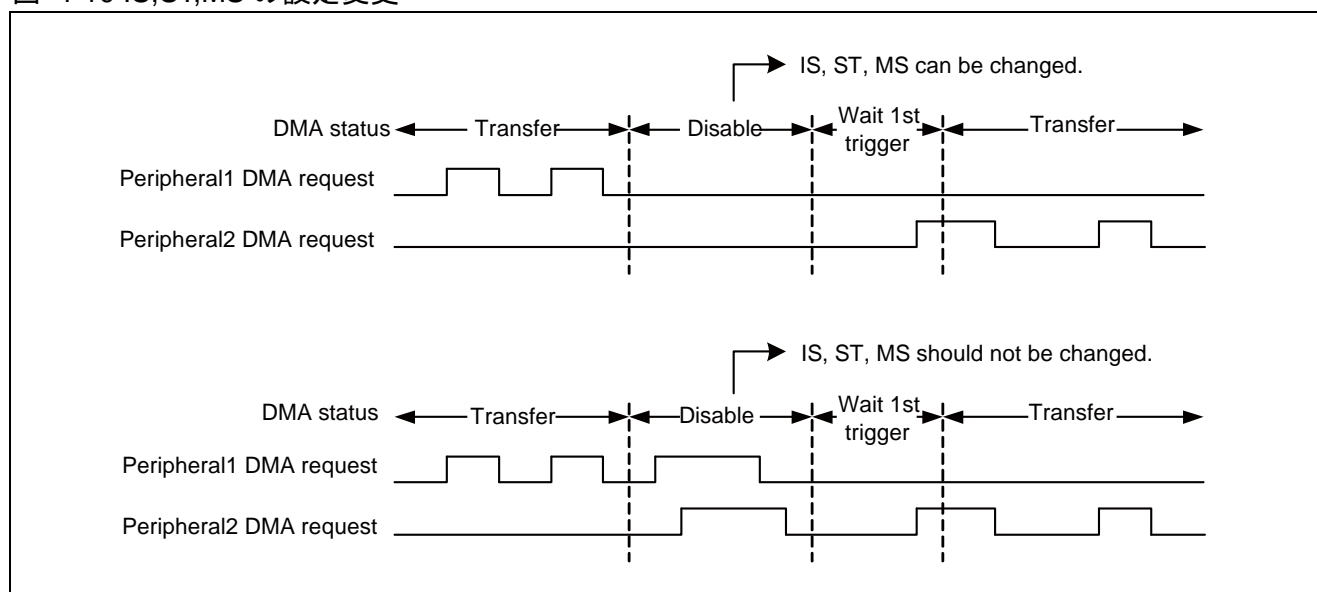 IS, ST, MS can be changed.
DMA status
Transfer
Disable
Wait 1st
trigger
Transfer
Peripheral1 DMA request
Peripheral2 DMA request
IS, ST, MS should not be changed.
DMA status
Transfer
Disable
Wait 1st
trigger
Transfer
Peripheral1 DMA request
Peripheral2 DMA request